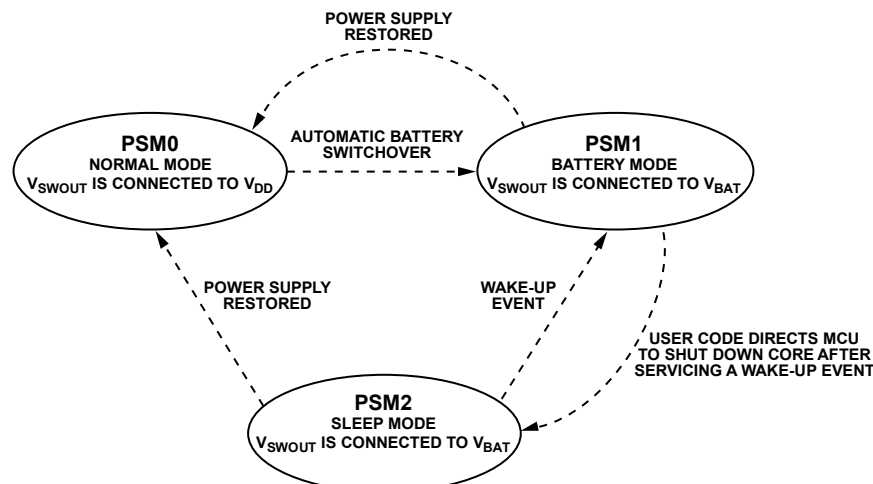 POWER SUPPLY
RESTORED
PSM0
NORMAL MODE
VSWOUT IS CONNECTED TO VDD
AUTOMATIC BATTERY
SWITCHOVER
PSM1
BATTERY MODE
VSWOUT IS CONNECTED TO VBAT
POWER SUPPLY
RESTORED
WAKE-UP
EVENT
USER CODE DIRECTS MCU
TO SHUT DOWN CORE AFTER
SERVICING A WAKE-UP EVENT
PSM2
SLEEP MODE
VSWOUT IS CONNECTED TO VBAT